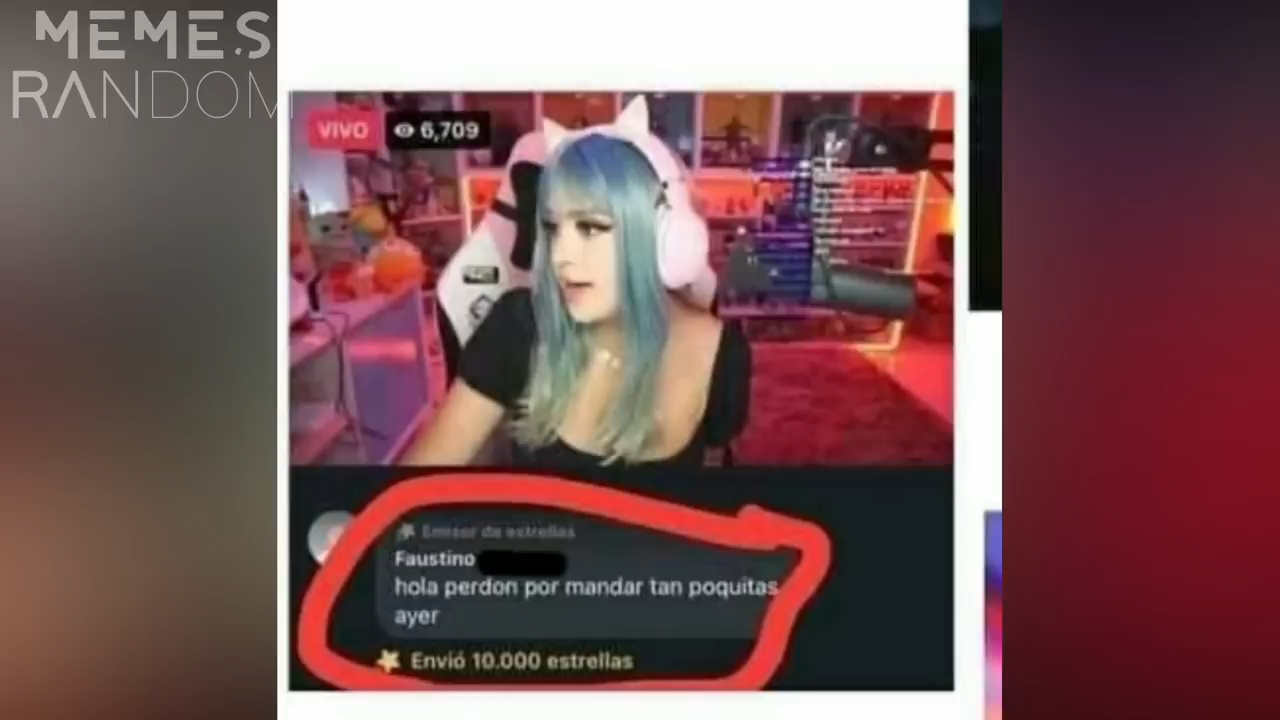 MEMES
RANDOM
VIVO
6,709
Emisor de estrellas
Faustino
hola perdon por mandar tan poquitas
ayer
Envió 10.000 estrellas